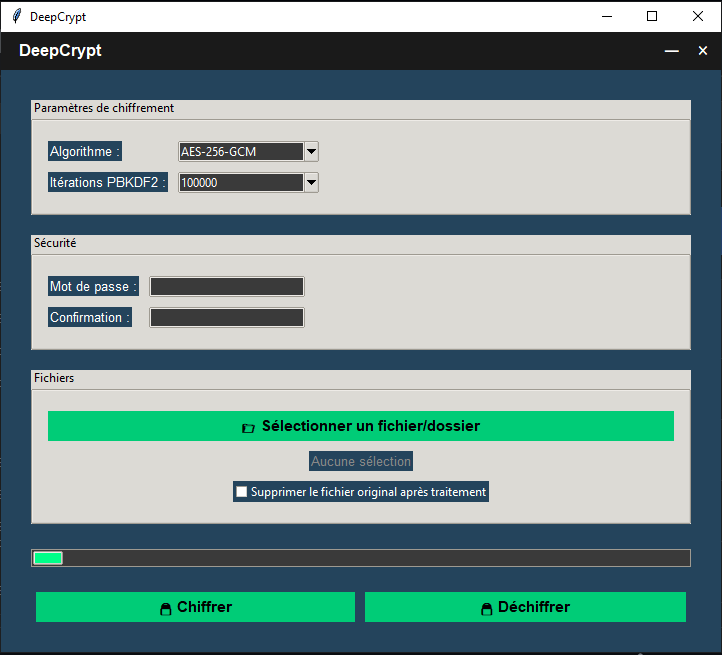 DeepCrypt
DeepCrypt
Paramètres de chiffrement
Algorithme :
AES-256-GCM
Itérations PBKDF2 :
100000
Sécurité
Mot de passe :
Confirmation :
Fichiers
Sélectionner un fichier/dossier
Aucune sélection
Supprimer le fichier original après traitement
Chiffrer
Déchiffrer